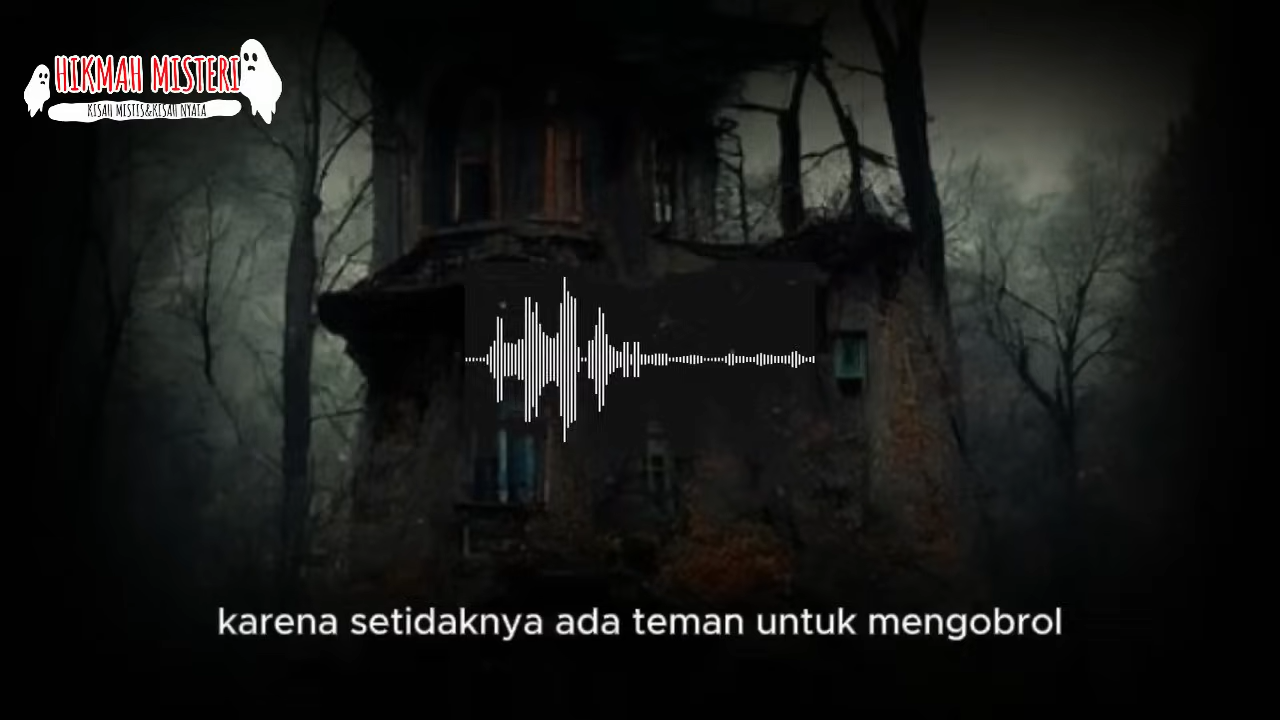 HIKMAH MISTERI
KISAH MISTIS&KISAH NYATA
karena setidaknya ada teman untuk mengobrol